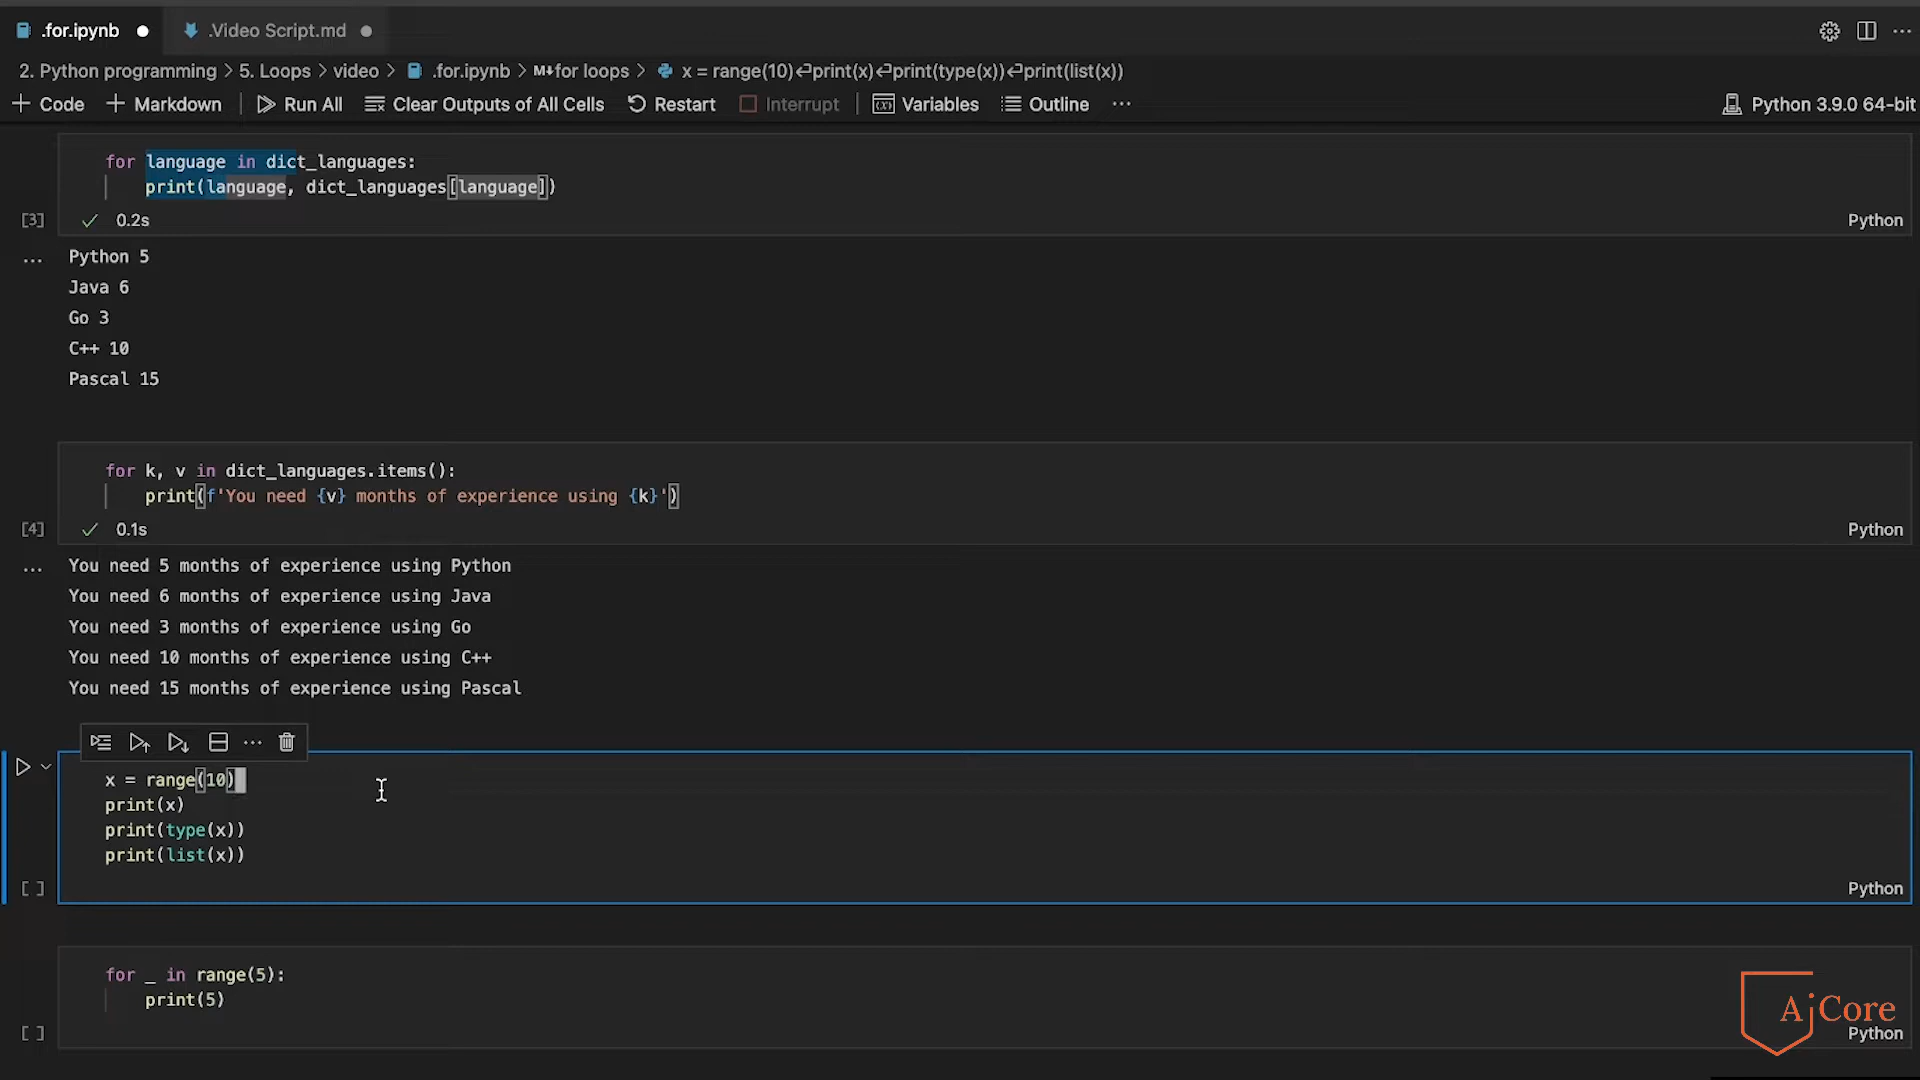 .for.ipynb
.Video Script.md
2. Python programming > 5. Loops > video > .for.ipynb > M↓for loops > x = range(10)↵print(x)↵print(type(x))↵print(list(x))
+ Code + Markdown Run All Clear Outputs of All Cells Restart Interrupt Variables Outline ... Python 3.9.0 64-bit
for language in dict_languages:
print(language, dict_languages[language])
[3] ✓ 0.2s Python
... Python 5
Java 6
Go 3
C++ 10
Pascal 15
for k, v in dict_languages.items():
print(f'You need {v} months of experience using {k}')
[4] ✓ 0.1s Python
... You need 5 months of experience using Python
You need 6 months of experience using Java
You need 3 months of experience using Go
You need 10 months of experience using C++
You need 15 months of experience using Pascal
x = range(10)
print(x)
print(type(x))
print(list(x))
[ ] Python
for _ in range(5):
print(5)
AiCore
[ ] Python